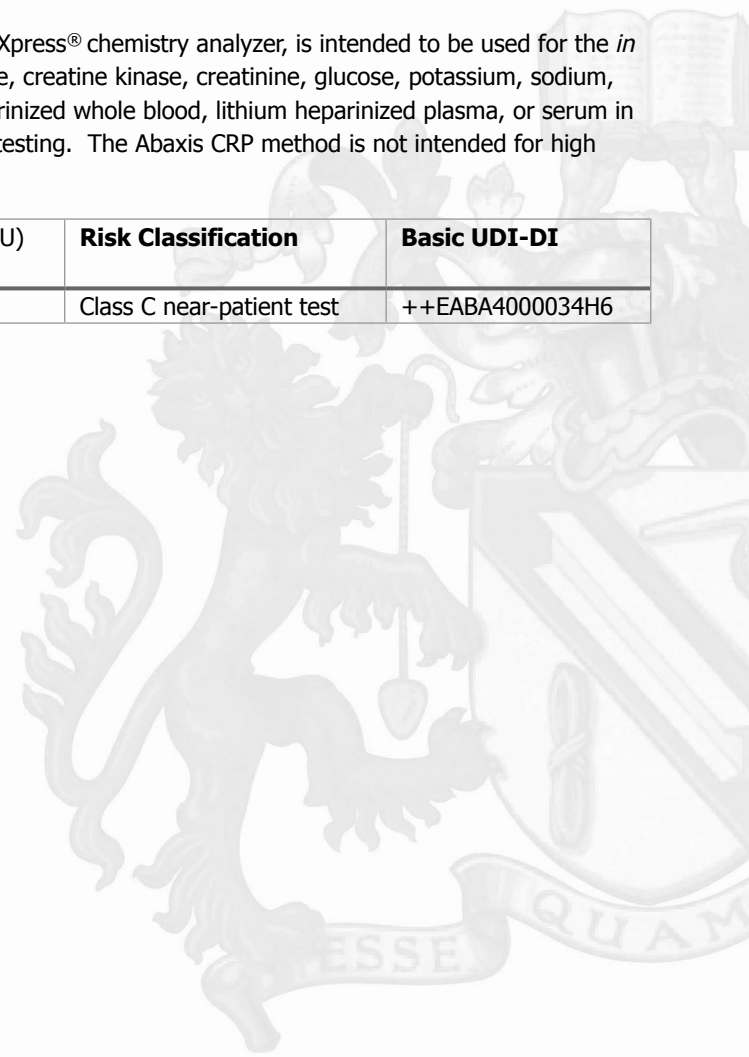 Xpress® chemistry analyzer, is intended to be used for the in
e, creatine kinase, creatinine, glucose, potassium, sodium,
rinized whole blood, lithium heparinized plasma, or serum in
testing. The Abaxis CRP method is not intended for high
U) Risk Classification Basic UDI-DI
Class C near-patient test ++EABA4000034H6
ESSE QUAM